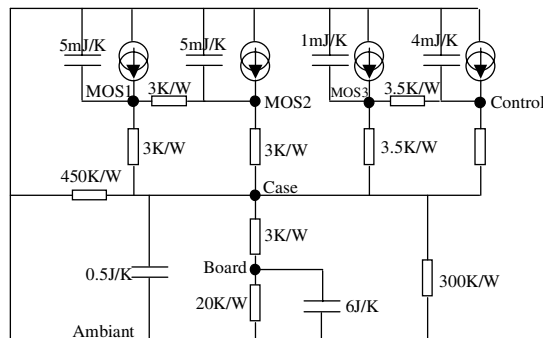 5mJ/K
5mJ/K
1mJ/K
4mJ/K
MOS1
3K/W
MOS2
MOS3
3.5K/W
Control
3K/W
3K/W
3.5K/W
450K/W
Case
3K/W
Board
0.5J/K
20K/W
6J/K
300K/W
Ambiant